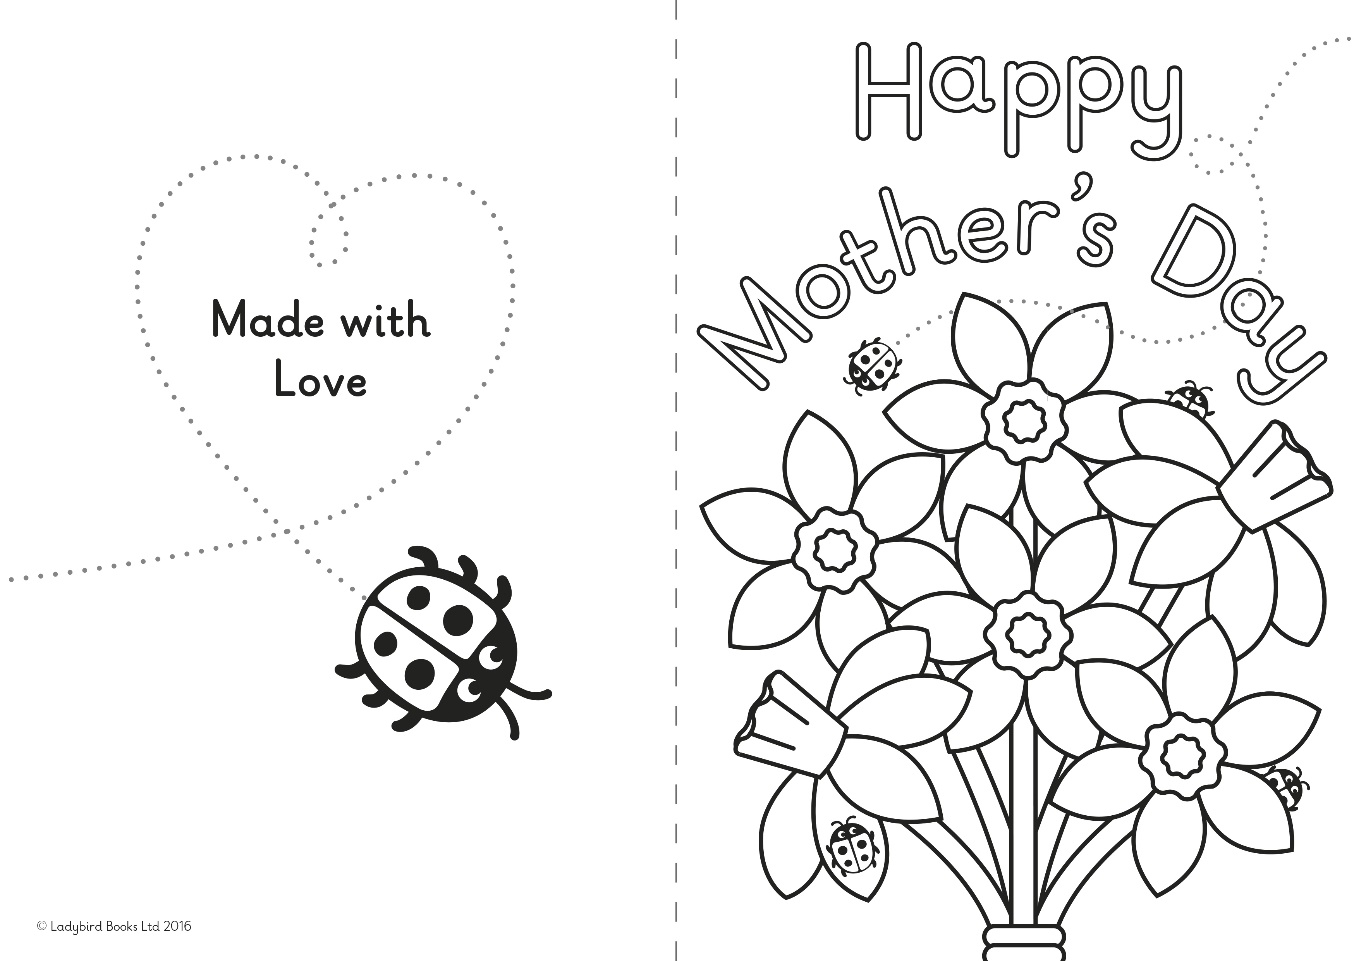 Made with
Love
© Ladybird Books Ltd 2016
Happy
Mother's Day